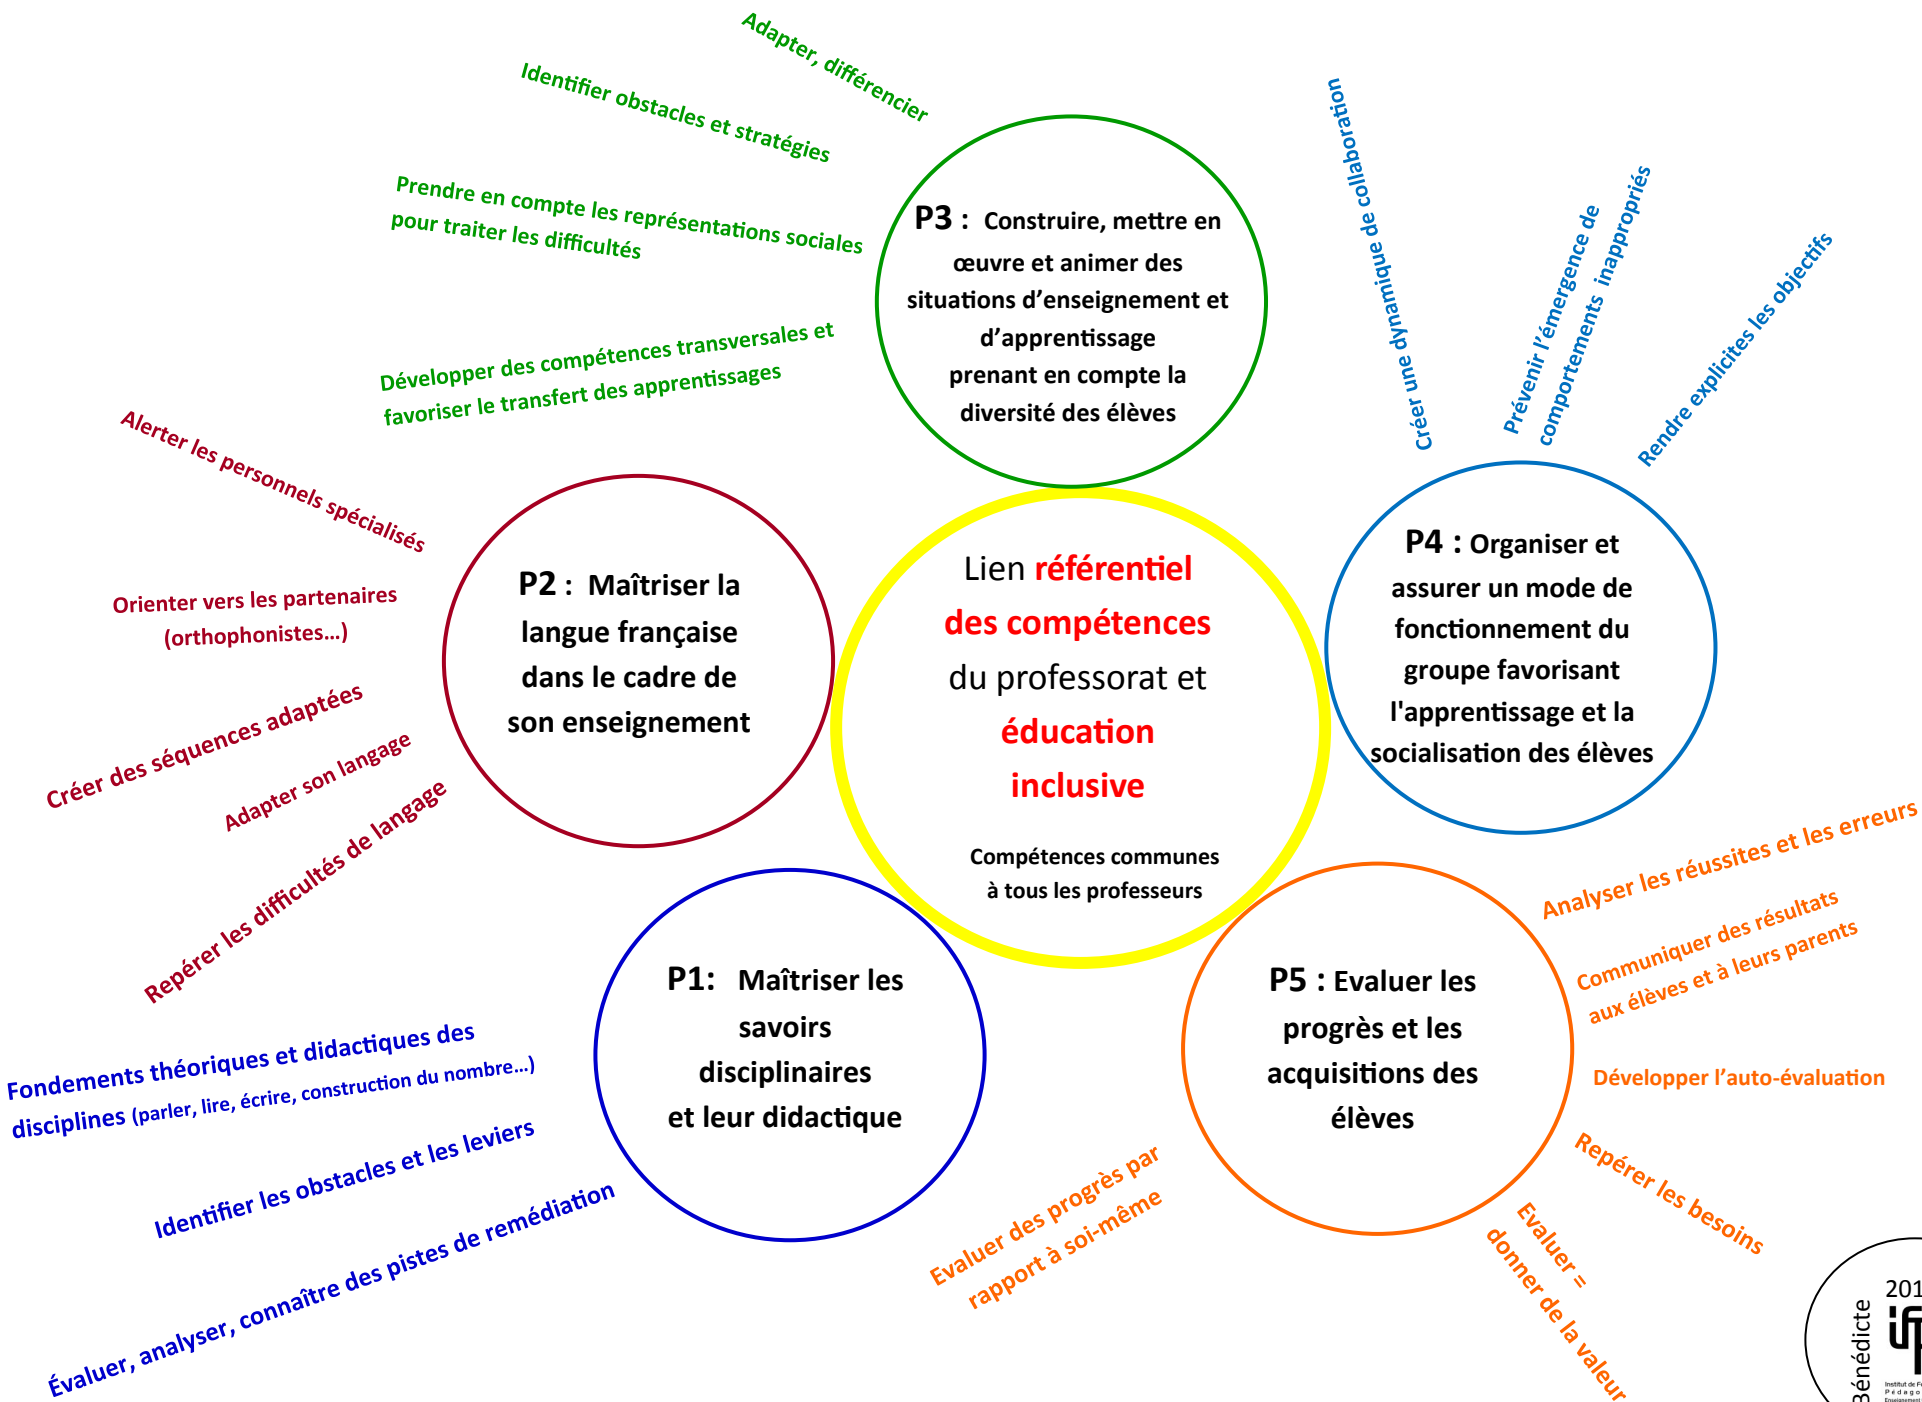 Adapter, différencier
Identifier obstacles et stratégies
Prendre en compte les représentations sociales
pour traiter les difficultés
Développer des compétences transversales et
favoriser le transfert des apprentissages
P3 : Construire, mettre en
œuvre et animer des
situations d’enseignement et
d’apprentissage
prenant en compte la
diversité des élèves
Créer une dynamique de collaboration
Prévenir l’émergence de
comportements inappropriés
Rendre explicites les objectifs
P4 : Organiser et
assurer un mode de
fonctionnement du
groupe favorisant
l'apprentissage et la
socialisation des élèves
Alerter les personnels spécialisés
Orienter vers les partenaires
(orthophonistes…)
Créer des séquences adaptées
Adapter son langage
Repérer les difficultés de langage
P2 : Maîtriser la
langue française
dans le cadre de
son enseignement
Lien référentiel
des compétences
du professorat et
éducation
inclusive
Compétences communes
à tous les professeurs
Fondements théoriques et didactiques des
disciplines (parler, lire, écrire, construction du nombre…)
Identifier les obstacles et les leviers
Évaluer, analyser, connaître des pistes de remédiation
P1: Maîtriser les
savoirs
disciplinaires
et leur didactique
P5 : Evaluer les
progrès et les
acquisitions des
élèves
Analyser les réussites et les erreurs
Communiquer des résultats
aux élèves et à leurs parents
Développer l’auto-évaluation
Repérer les besoins
Evaluer =
donner de la valeur
Evaluer des progrès par
rapport à soi-même
Bénédicte
201
ifp
Institut de F